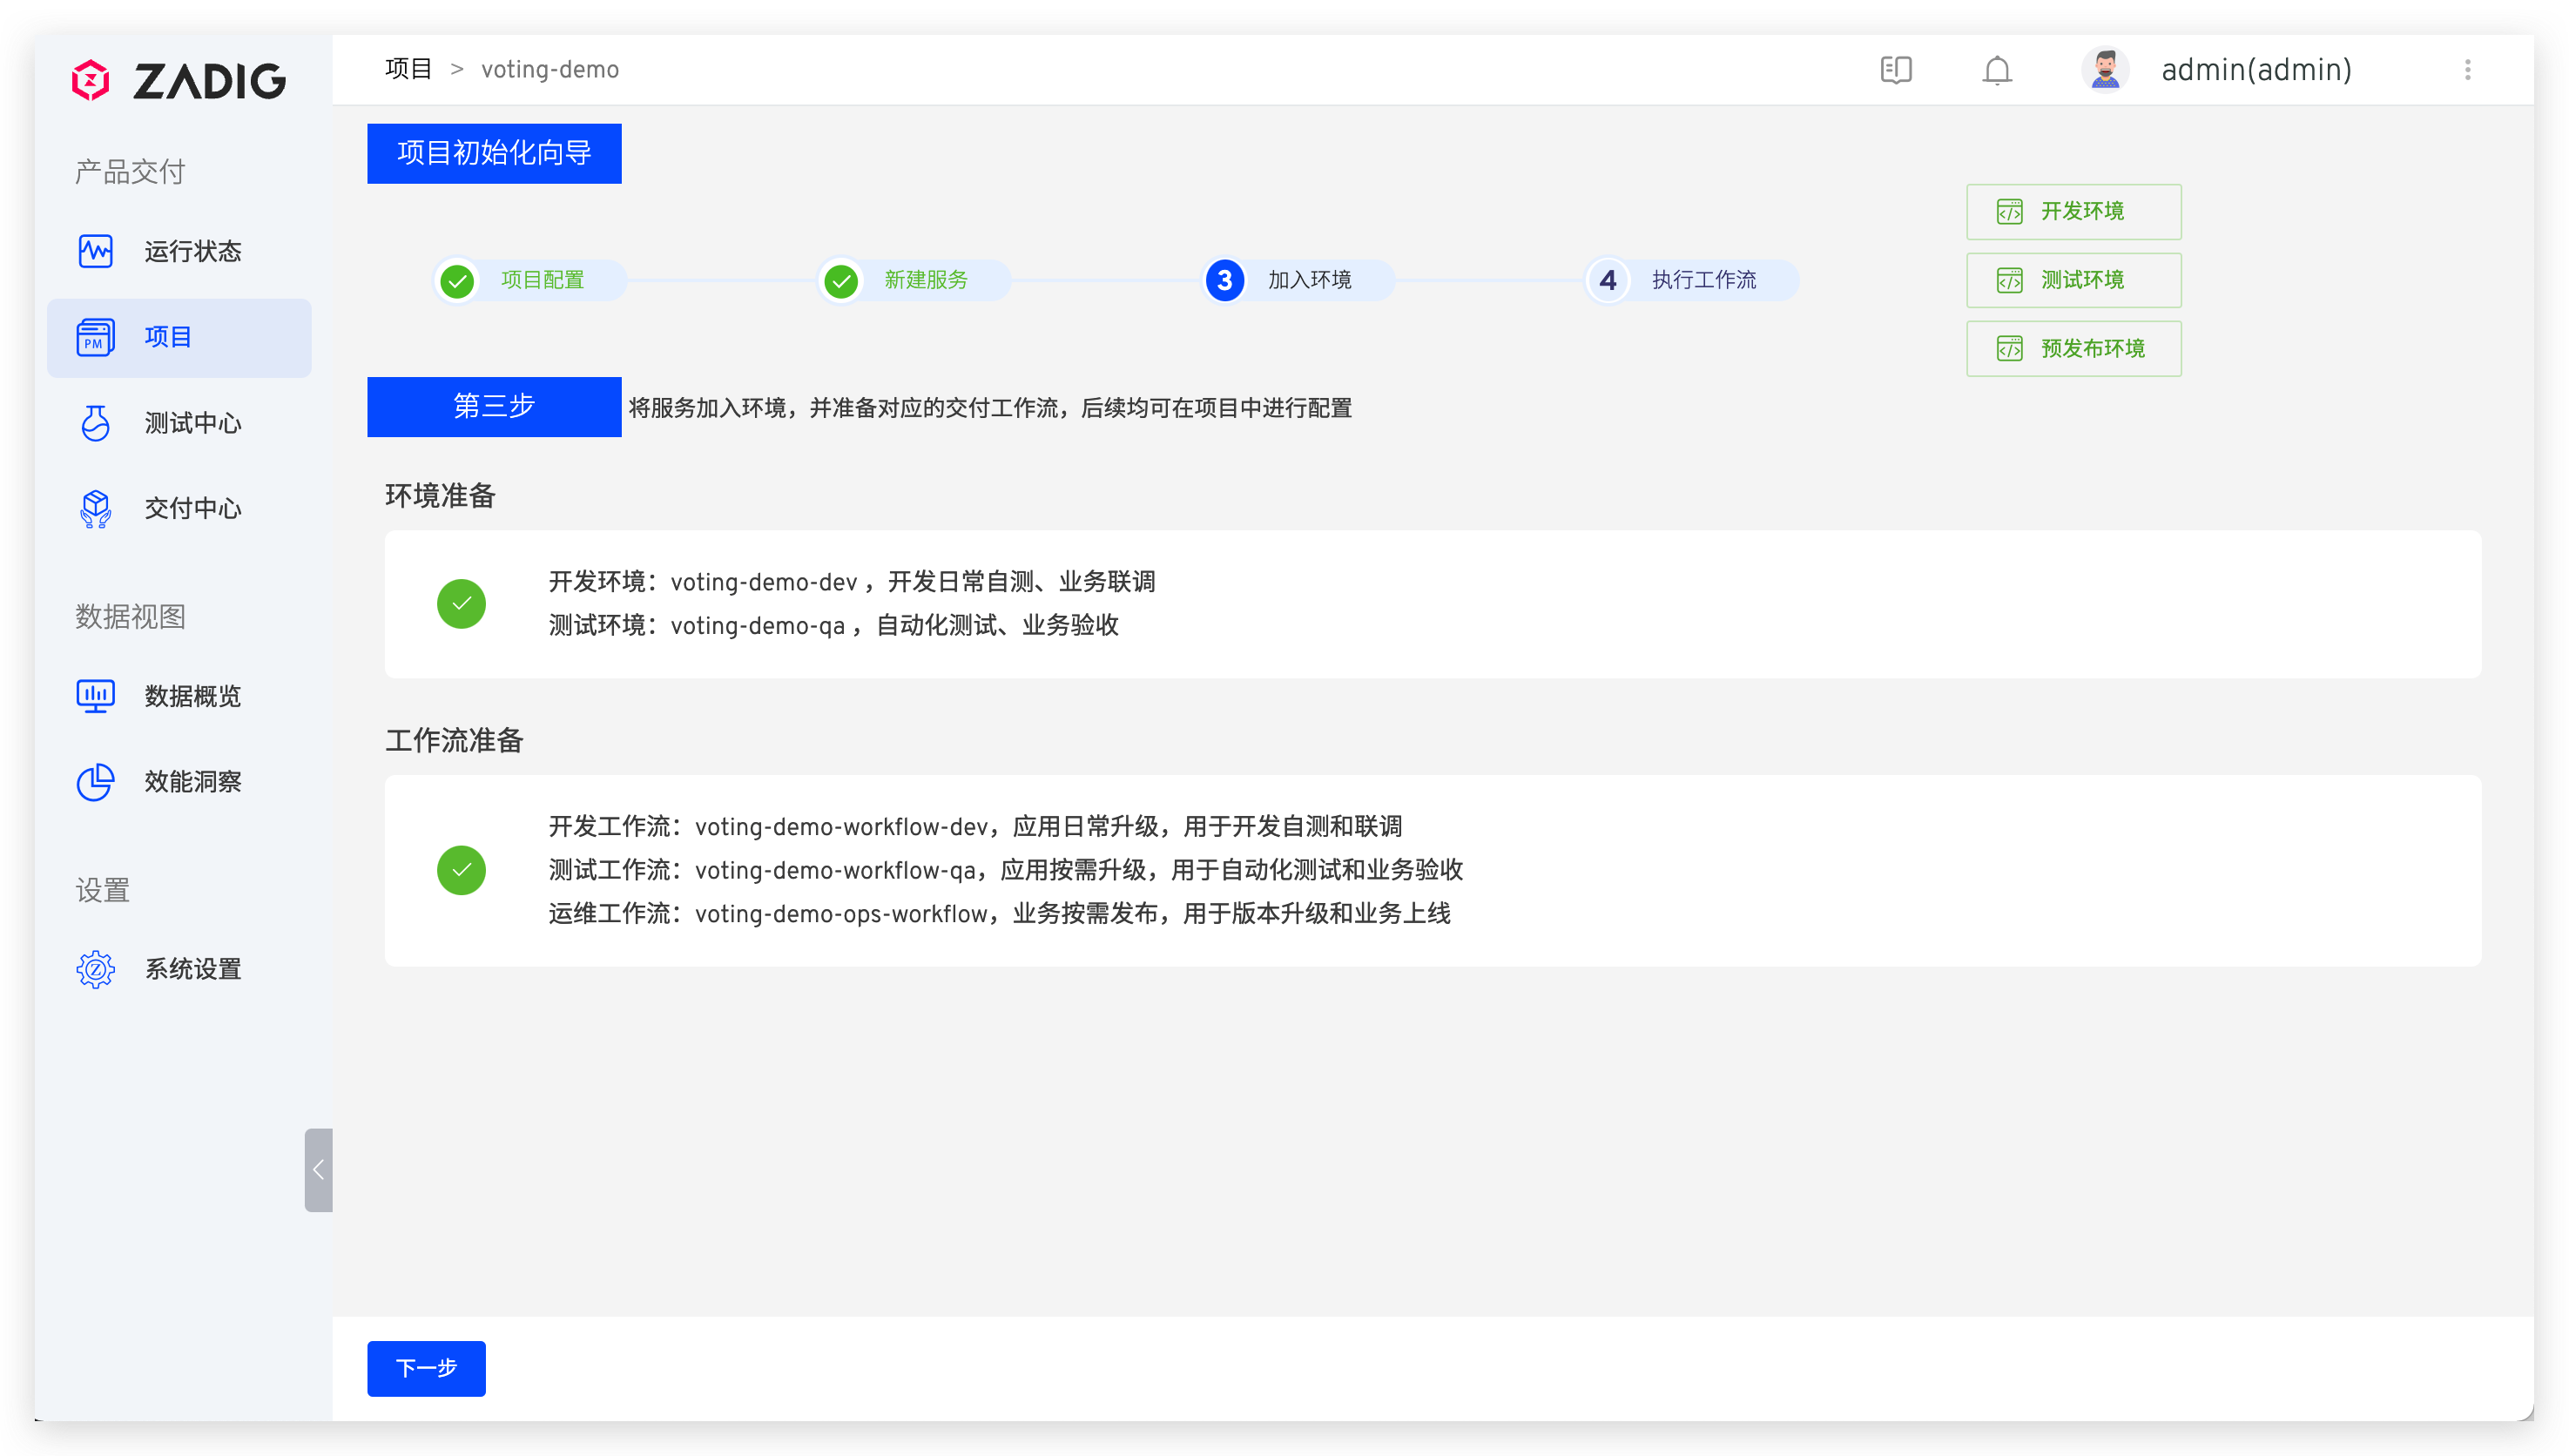 ZADIG
产品交付
运行状态
PM
项目
测试中心
交付中心
数据视图
数据概览
效能洞察
设置
系统设置
项目 > voting-demo
admin(admin)
项目初始化向导
项目配置
新建服务
3 加入环境
4 执行工作流
开发环境
测试环境
预发布环境
第三步 将服务加入环境，并准备对应的交付工作流，后续均可在项目中进行配置
环境准备
开发环境：voting-demo-dev ，开发日常自测、业务联调
测试环境：voting-demo-qa ，自动化测试、业务验收
工作流准备
开发工作流：voting-demo-workflow-dev，应用日常升级，用于开发自测和联调
测试工作流：voting-demo-workflow-qa，应用按需升级，用于自动化测试和业务验收
运维工作流：voting-demo-ops-workflow，业务按需发布，用于版本升级和业务上线
下一步